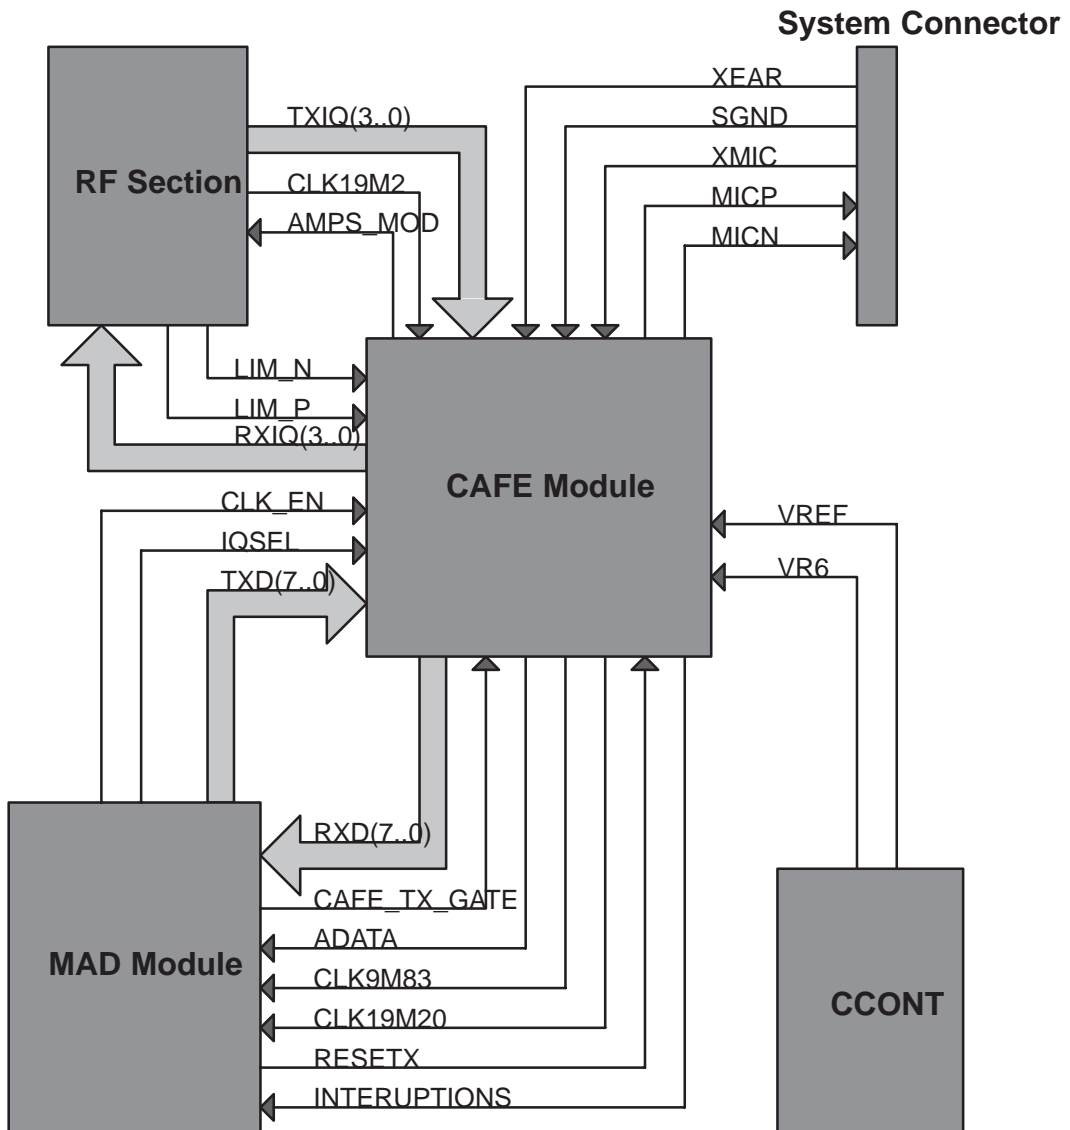 System Connector
XEAR
SGND
XMIC
MICP
MICN
TXIQ(3..0)
CLK19M2
AMPS_MOD
RF Section
LIM_N
LIM_P
RXIQ(3..0)
CAFE Module
CLK_EN
IQSEL
TXD(7..0)
VREF
VR6
RXD(7..0)
CAFE_TX_GATE
ADATA
CLK9M83
CLK19M20
RESETX
INTERUPTIONS
MAD Module
CCONT